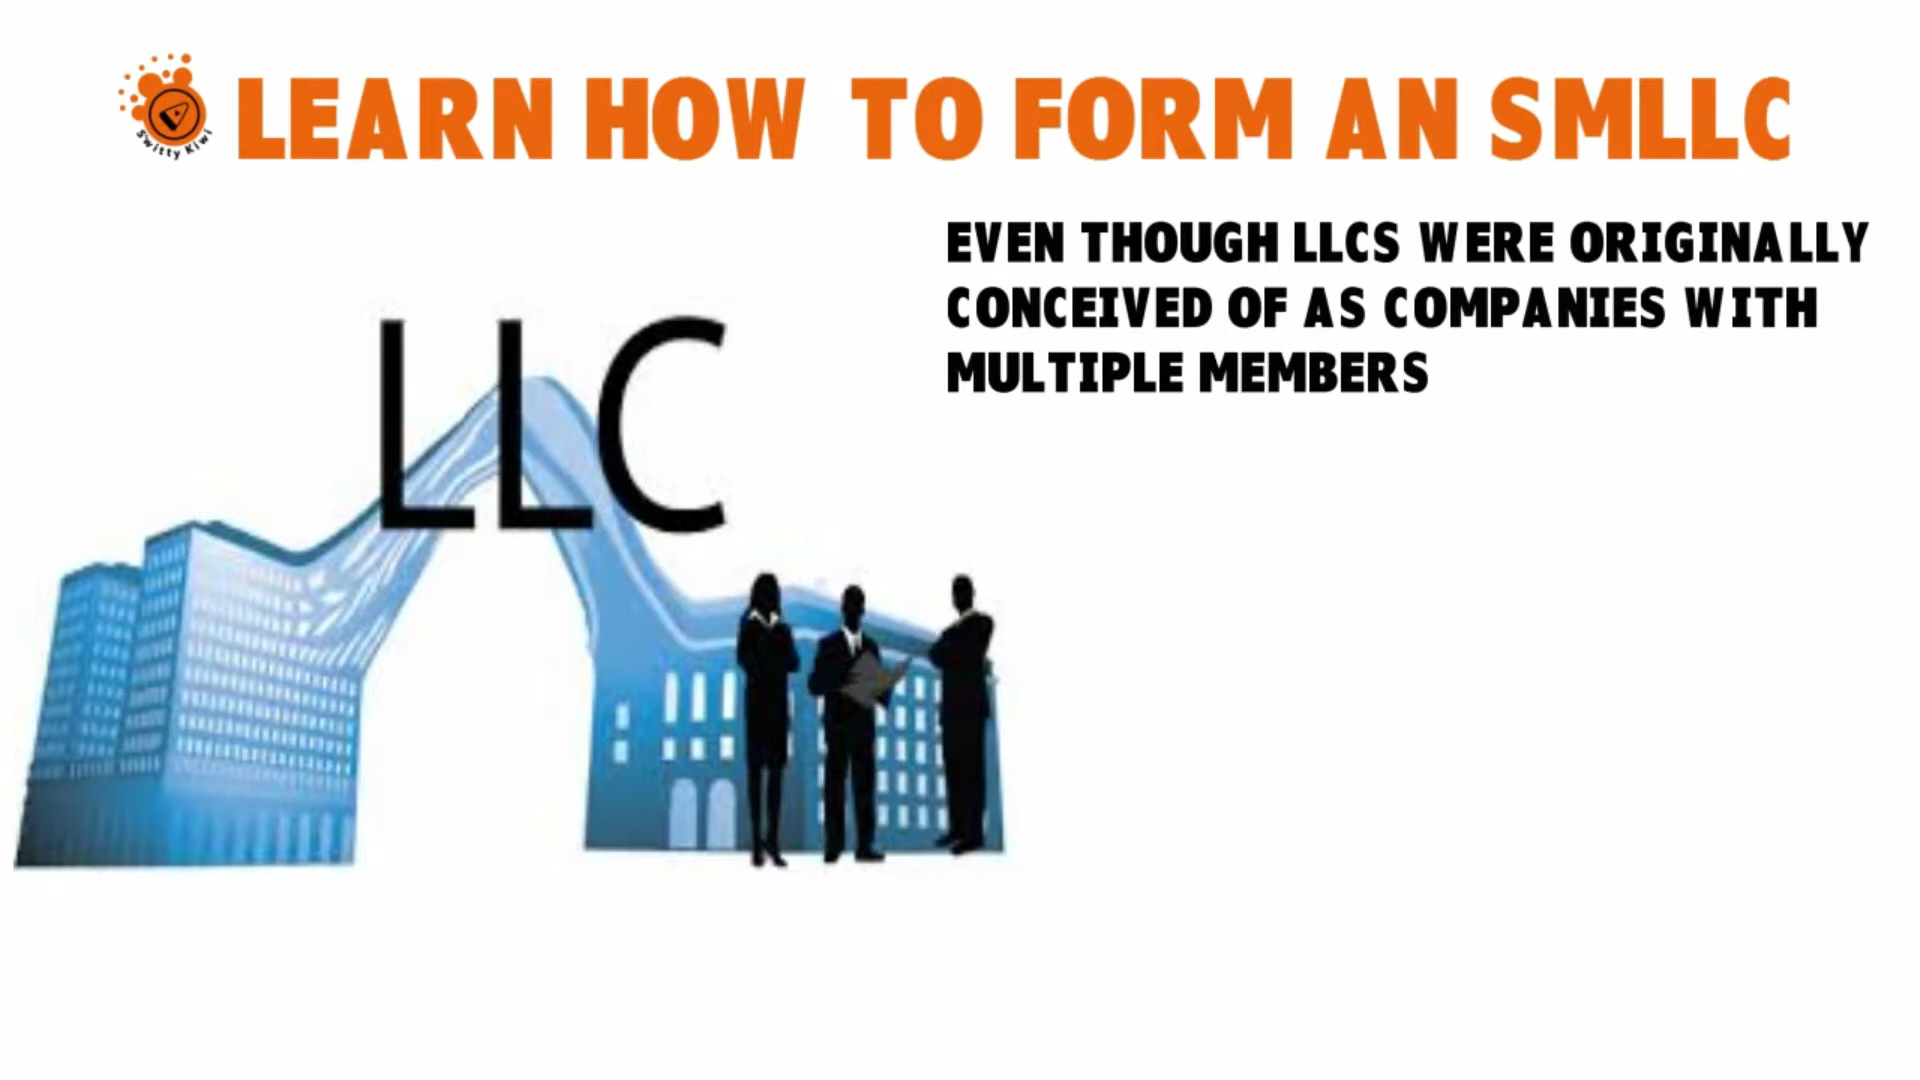 Switty Kiwi
LEARN HOW TO FORM AN SMLLC
EVEN THOUGH LLCS WERE ORIGINALLY
CONCEIVED OF AS COMPANIES WITH
MULTIPLE MEMBERS
LLC